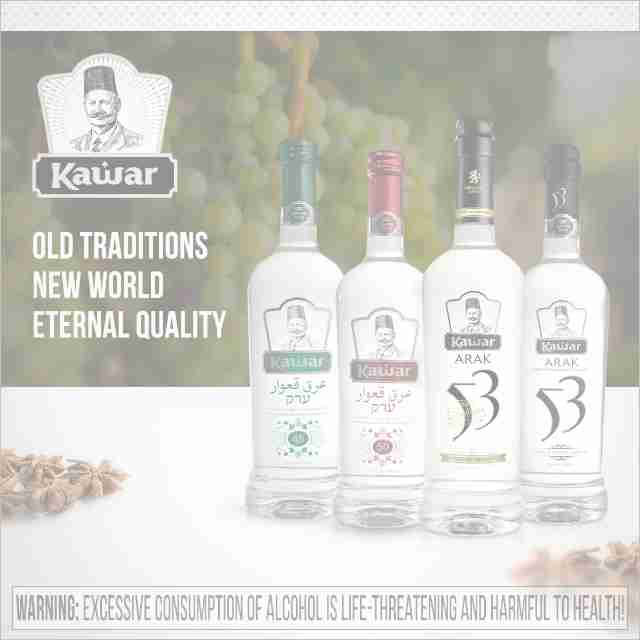 Kawar
OLD TRADITIONS
NEW WORLD
ETERNAL QUALITY
Kawar
عرق قعوار
ערק
Kawar
عرق قعوار
ערק
Kawar
ARAK
53
Kawar
ARAK
53
53
WARNING: EXCESSIVE CONSUMPTION OF ALCOHOL IS LIFE-THREATENING AND HARMFUL TO HEALTH!